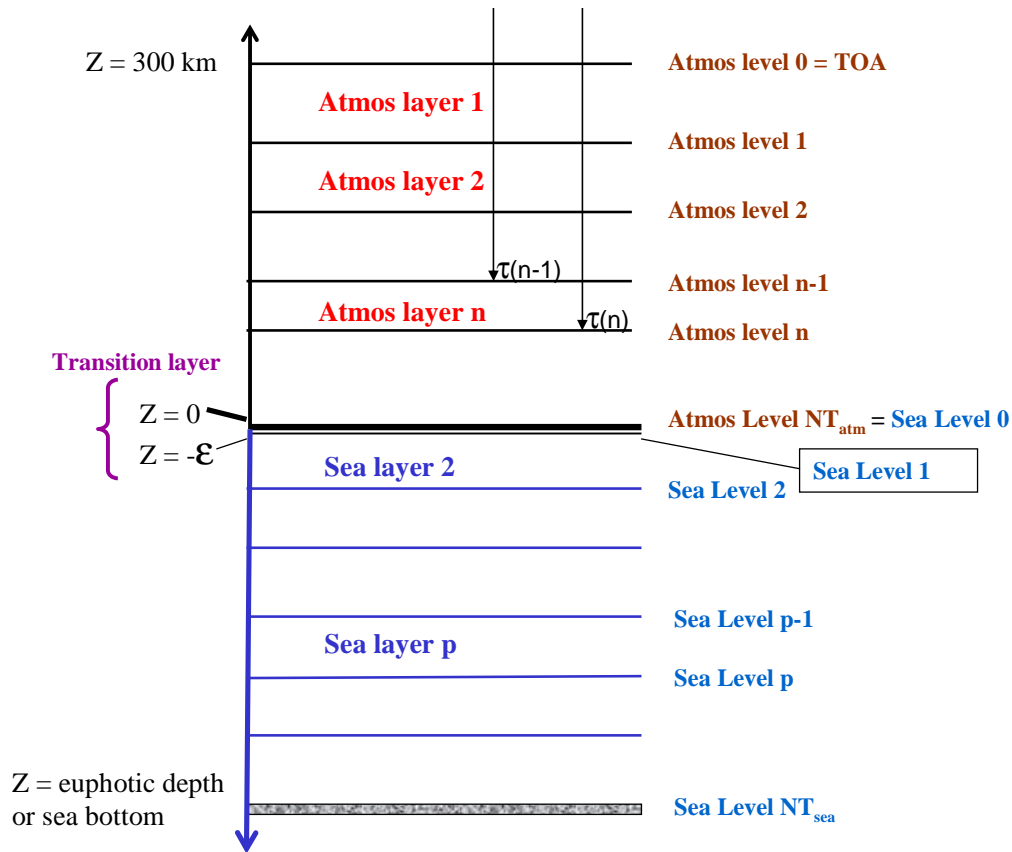 Z = 300 km
Atmos level 0 = TOA
Atmos layer 1
Atmos level 1
Atmos layer 2
Atmos level 2
τ(n-1)
Atmos level n-1
Atmos layer n
τ(n)
Atmos level n
Transition layer
Z = 0
Atmos Level NTatm = Sea Level 0
Z = -ε
Sea layer 2
Sea Level 1
Sea Level 2
Sea Level p-1
Sea layer p
Sea Level p
Z = euphotic depth
or sea bottom
Sea Level NTsea